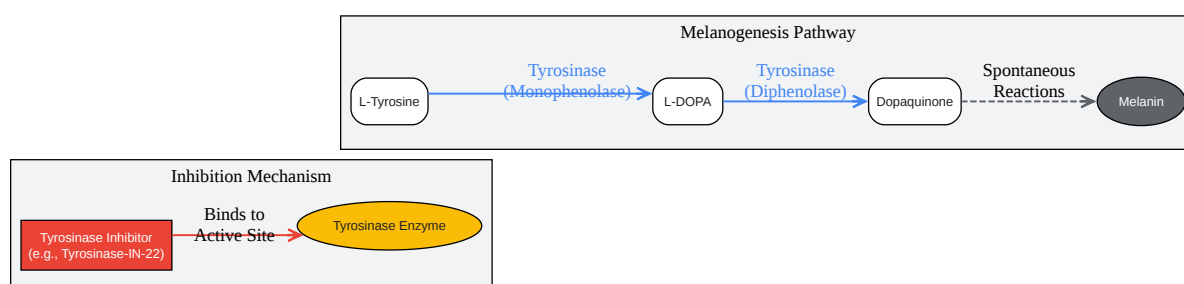 Melanogenesis Pathway
Tyrosinase
(Monophenolase)
Tyrosinase
(Diphenolase)
Spontaneous
Reactions
L-Tyrosine
L-DOPA
Dopaquinone
Melanin
Inhibition Mechanism
Binds to
Active Site
Tyrosinase Inhibitor
(e.g., Tyrosinase-IN-22)
Tyrosinase Enzyme